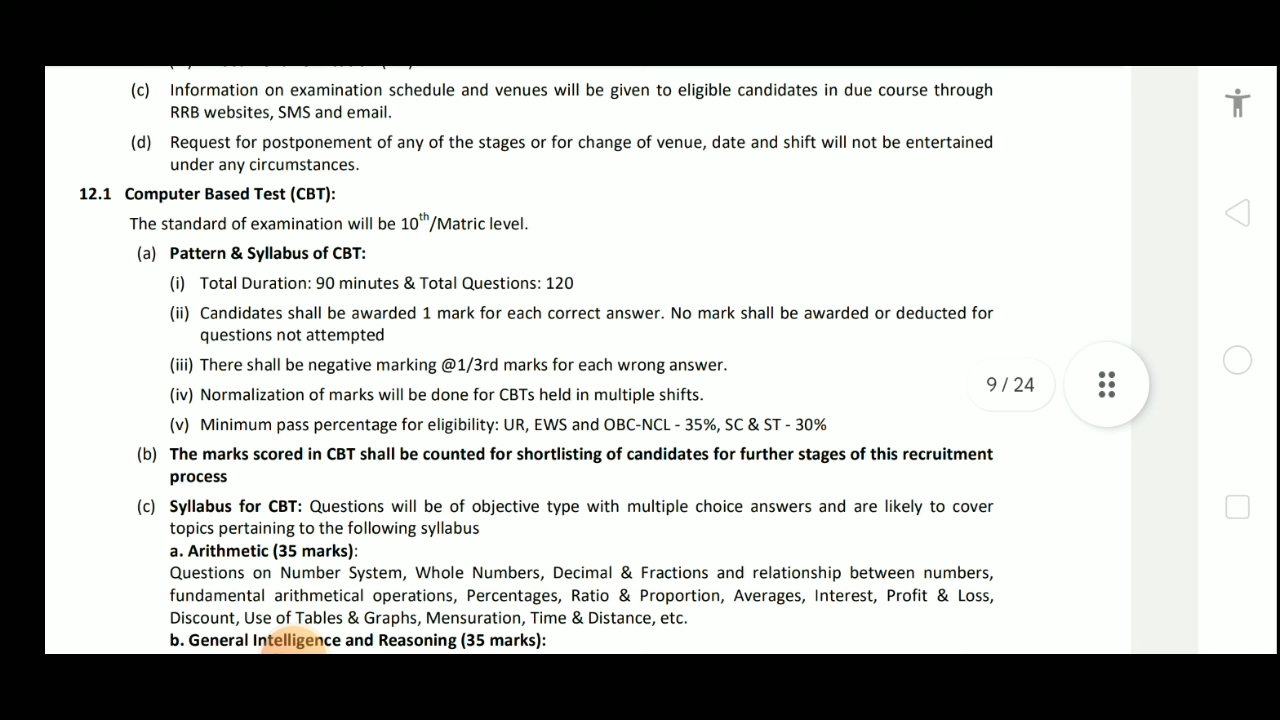 (c) Information on examination schedule and venues will be given to eligible candidates in due course through
RRB websites, SMS and email.
(d) Request for postponement of any of the stages or for change of venue, date and shift will not be entertained
under any circumstances.
12.1 Computer Based Test (CBT):
The standard of examination will be 10th/Matric level.
(a) Pattern & Syllabus of CBT:
(i) Total Duration: 90 minutes & Total Questions: 120
(ii) Candidates shall be awarded 1 mark for each correct answer. No mark shall be awarded or deducted for
questions not attempted
(iii) There shall be negative marking @1/3rd marks for each wrong answer.
(iv) Normalization of marks will be done for CBTs held in multiple shifts.
(v) Minimum pass percentage for eligibility: UR, EWS and OBC-NCL - 35%, SC & ST - 30%
(b) The marks scored in CBT shall be counted for shortlisting of candidates for further stages of this recruitment
process
(c) Syllabus for CBT: Questions will be of objective type with multiple choice answers and are likely to cover
topics pertaining to the following syllabus
a. Arithmetic (35 marks):
Questions on Number System, Whole Numbers, Decimal & Fractions and relationship between numbers,
fundamental arithmetical operations, Percentages, Ratio & Proportion, Averages, Interest, Profit & Loss,
Discount, Use of Tables & Graphs, Mensuration, Time & Distance, etc.
b. General Intelligence and Reasoning (35 marks):
9 / 24